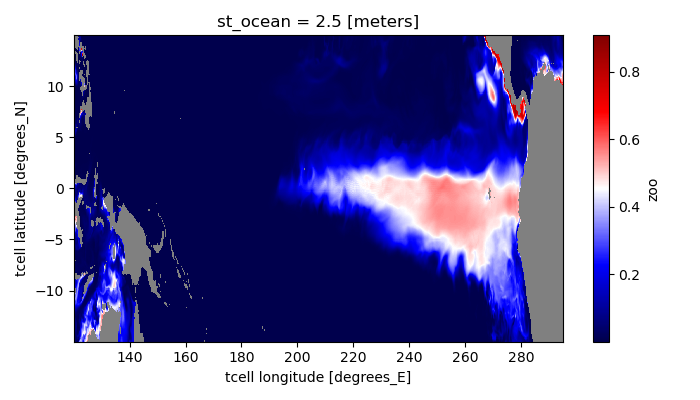 st_ocean = 2.5 [meters]
10
5
0
−5
−10
tcell latitude [degrees_N]
140 160 180 200 220 240 260 280
tcell longitude [degrees_E]
0.8
0.6
0.4
0.2
zoo